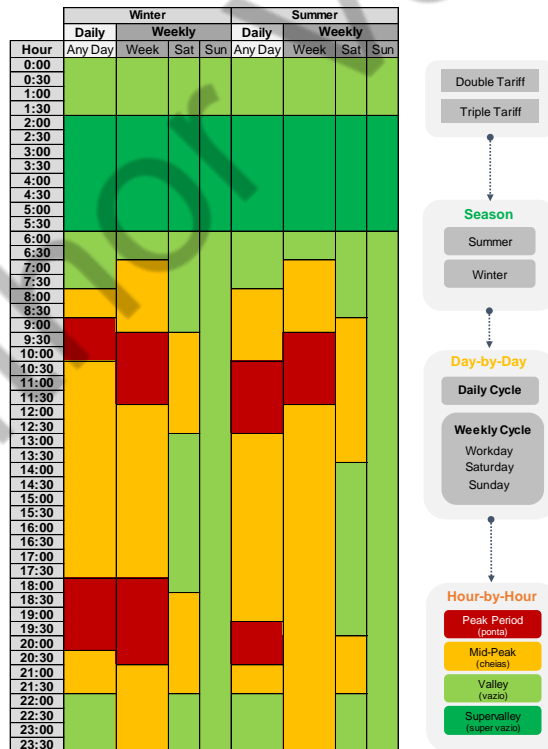 Winter Summer
Daily Weekly Daily Weekly
Hour Any Day Week Sat Sun Any Day Week Sat Sun
0:00
0:30
1:00
1:30
2:00
2:30
3:00
3:30
4:00
4:30
5:00
5:30
6:00
6:30
7:00
7:30
8:00
8:30
9:00
9:30
10:00
10:30
11:00
11:30
12:00
12:30
13:00
13:30
14:00
14:30
15:00
15:30
16:00
16:30
17:00
17:30
18:00
18:30
19:00
19:30
20:00
20:30
21:00
21:30
22:00
22:30
23:00
23:30
Double Tariff
Triple Tariff
Season
Summer
Winter
Day-by-Day
Daily Cycle
Weekly Cycle
Workday
Saturday
Sunday
Hour-by-Hour
Peak Period
(ponta)
Mid-Peak
(cheias)
Valley
(vazio)
Supervalley
(super vazio)